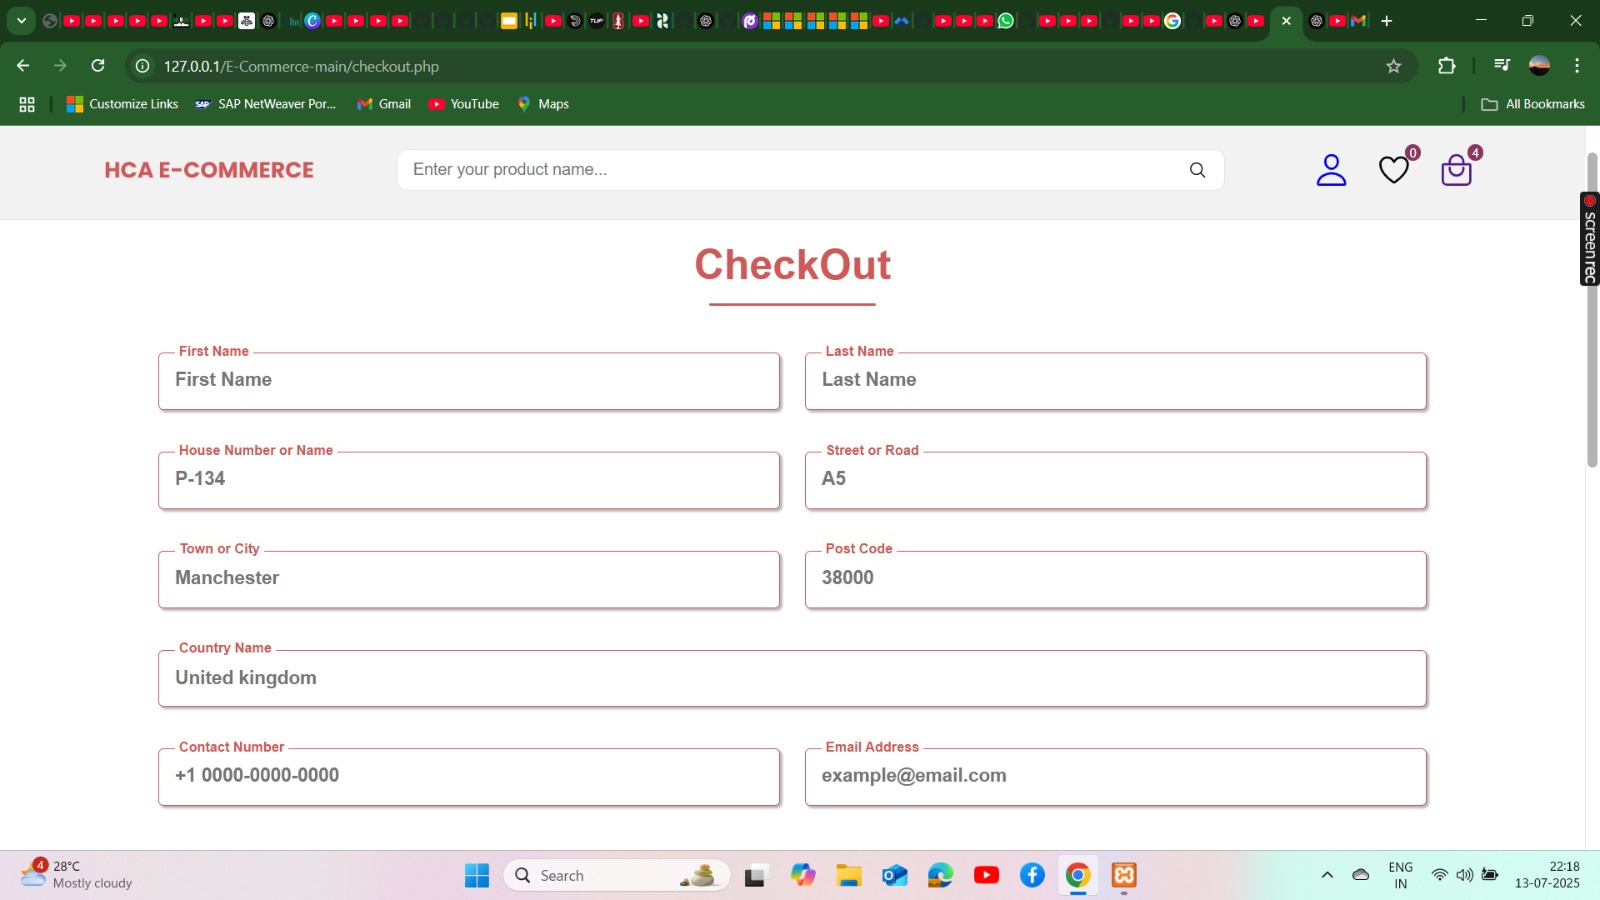 127.0.0.1/E-Commerce-main/checkout.php
Customize Links SAP NetWeaver Por... Gmail YouTube Maps All Bookmarks
HCA E-COMMERCE Enter your product name... 0 4
screenrec
CheckOut
First Name Last Name
First Name Last Name
House Number or Name Street or Road
P-134 A5
Town or City Post Code
Manchester 38000
Country Name
United kingdom
Contact Number Email Address
+1 0000-0000-0000 example@email.com
4 28°C
Mostly cloudy
Search
ENG
IN
22:18
13-07-2025